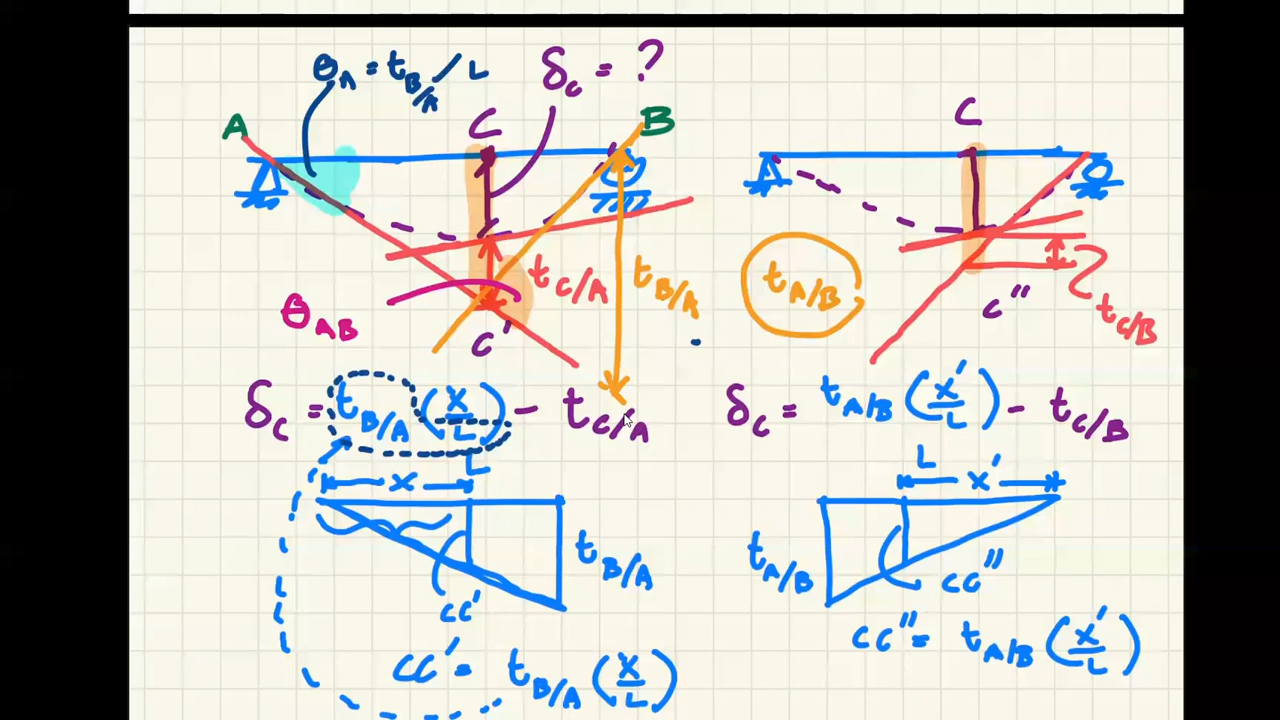 θA = tB/A / L
δC = ?
A
C
B
C
tC/A
tB/A
θAB
C'
tA/B
C''
tC/B
δC = tB/A (X/L) - tC/A
δC = tA/B (X'/L) - tC/B
L
X
tB/A
CC'
L
X'
tA/B
CC''
CC' = tB/A (X/L)
CC'' = tA/B (X'/L)